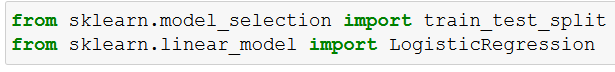 from sklearn.model_selection import train_test_split
from sklearn.linear_model import LogisticRegression